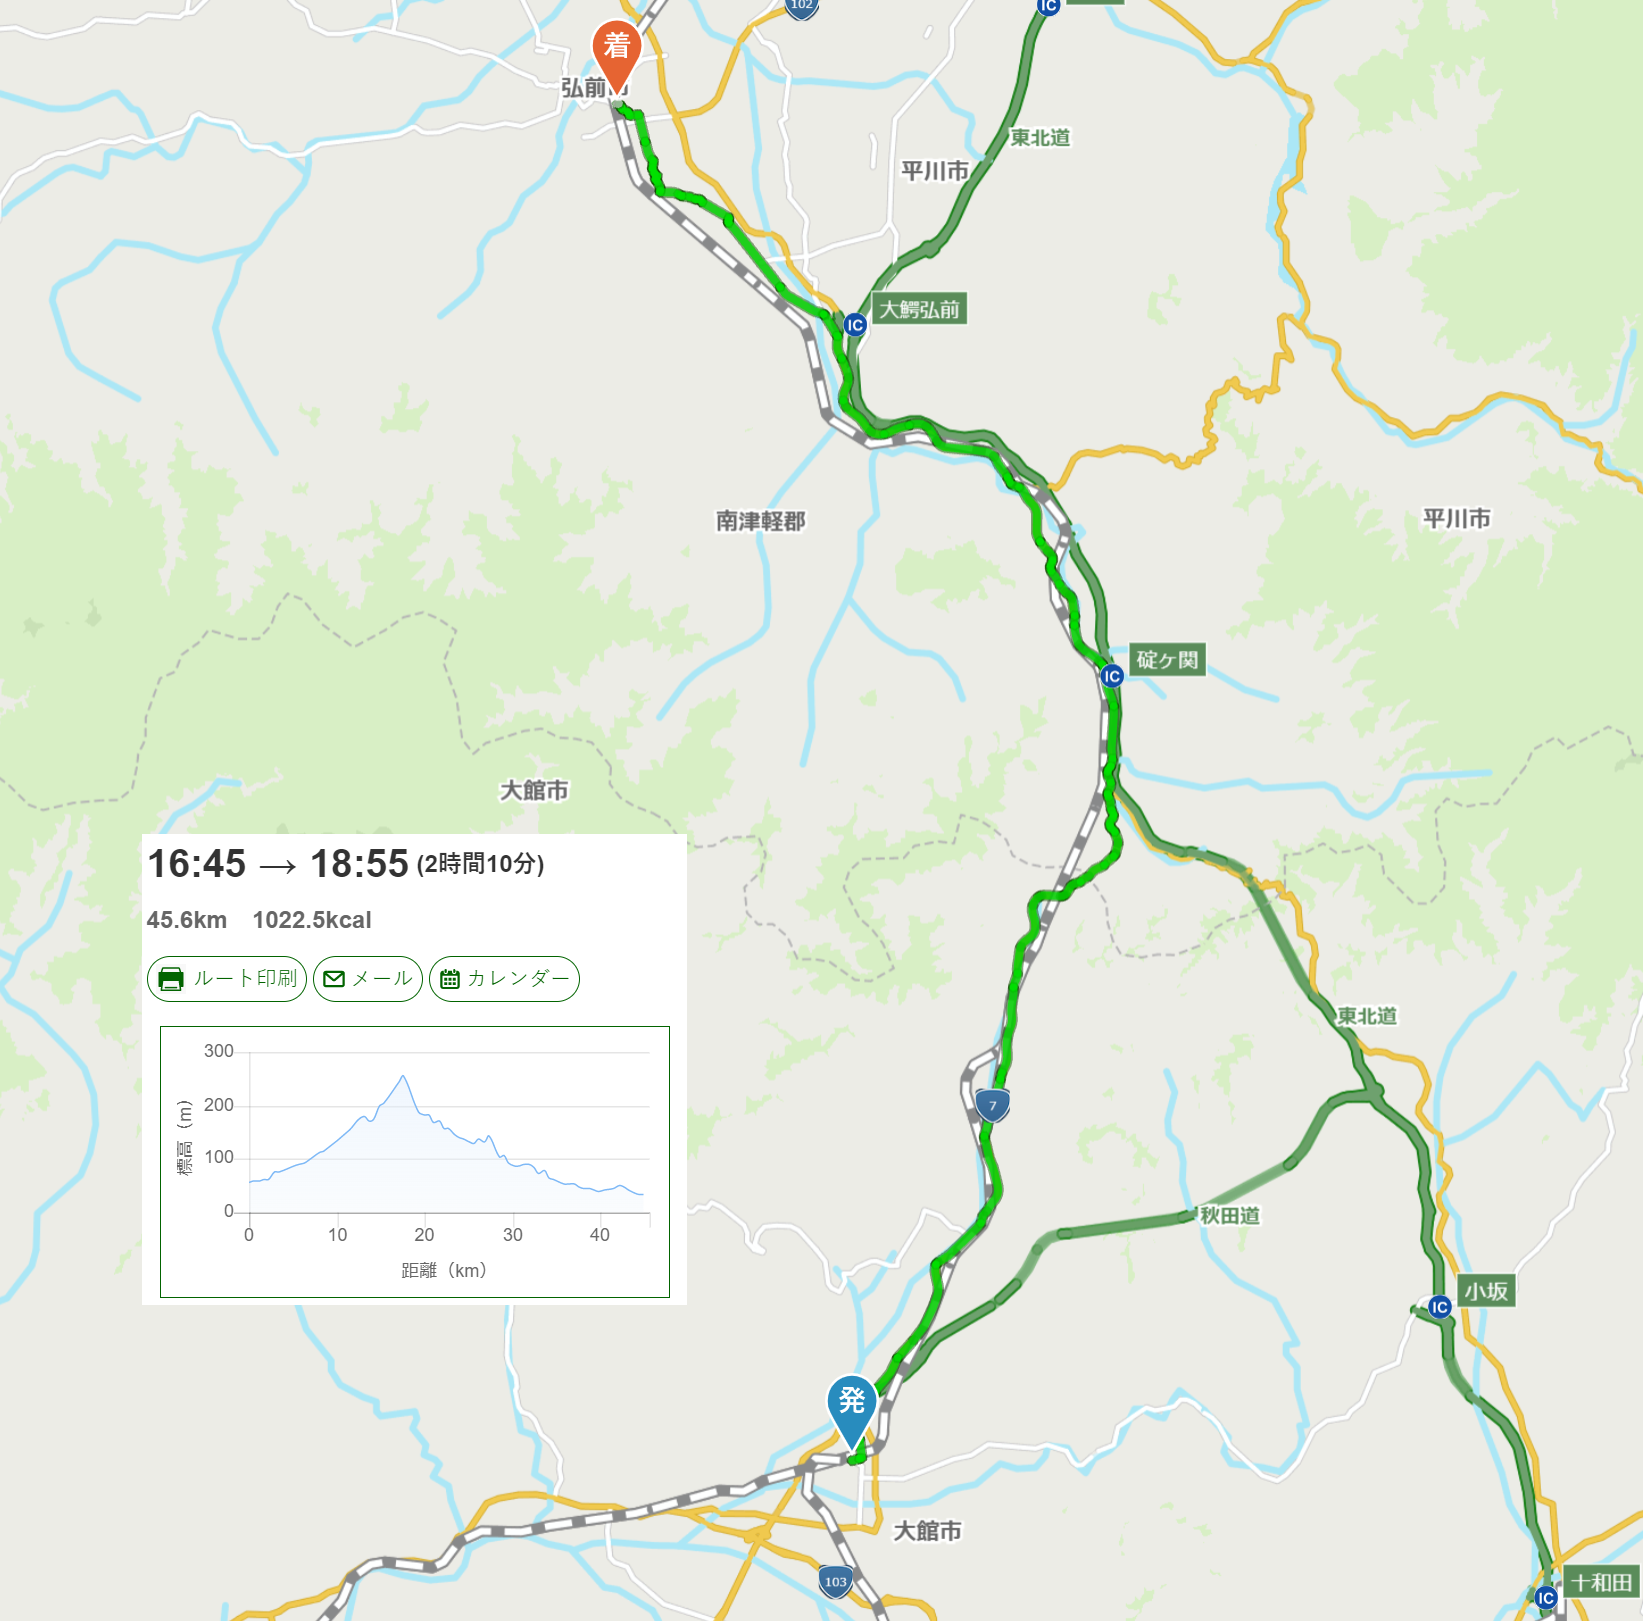 102
IC
着
弘前
東北道
平川市
大鰐弘前
IC
南津軽郡
平川市
碇ヶ関
IC
大館市
16:45 → 18:55 (2時間10分)
45.6km 1022.5kcal
ルート印刷 メール カレンダー
300
200
100
0
標高（m）
0 10 20 30 40
距離（km）
東北道
7
秋田道
小坂
IC
発
大館市
103
十和田
IC